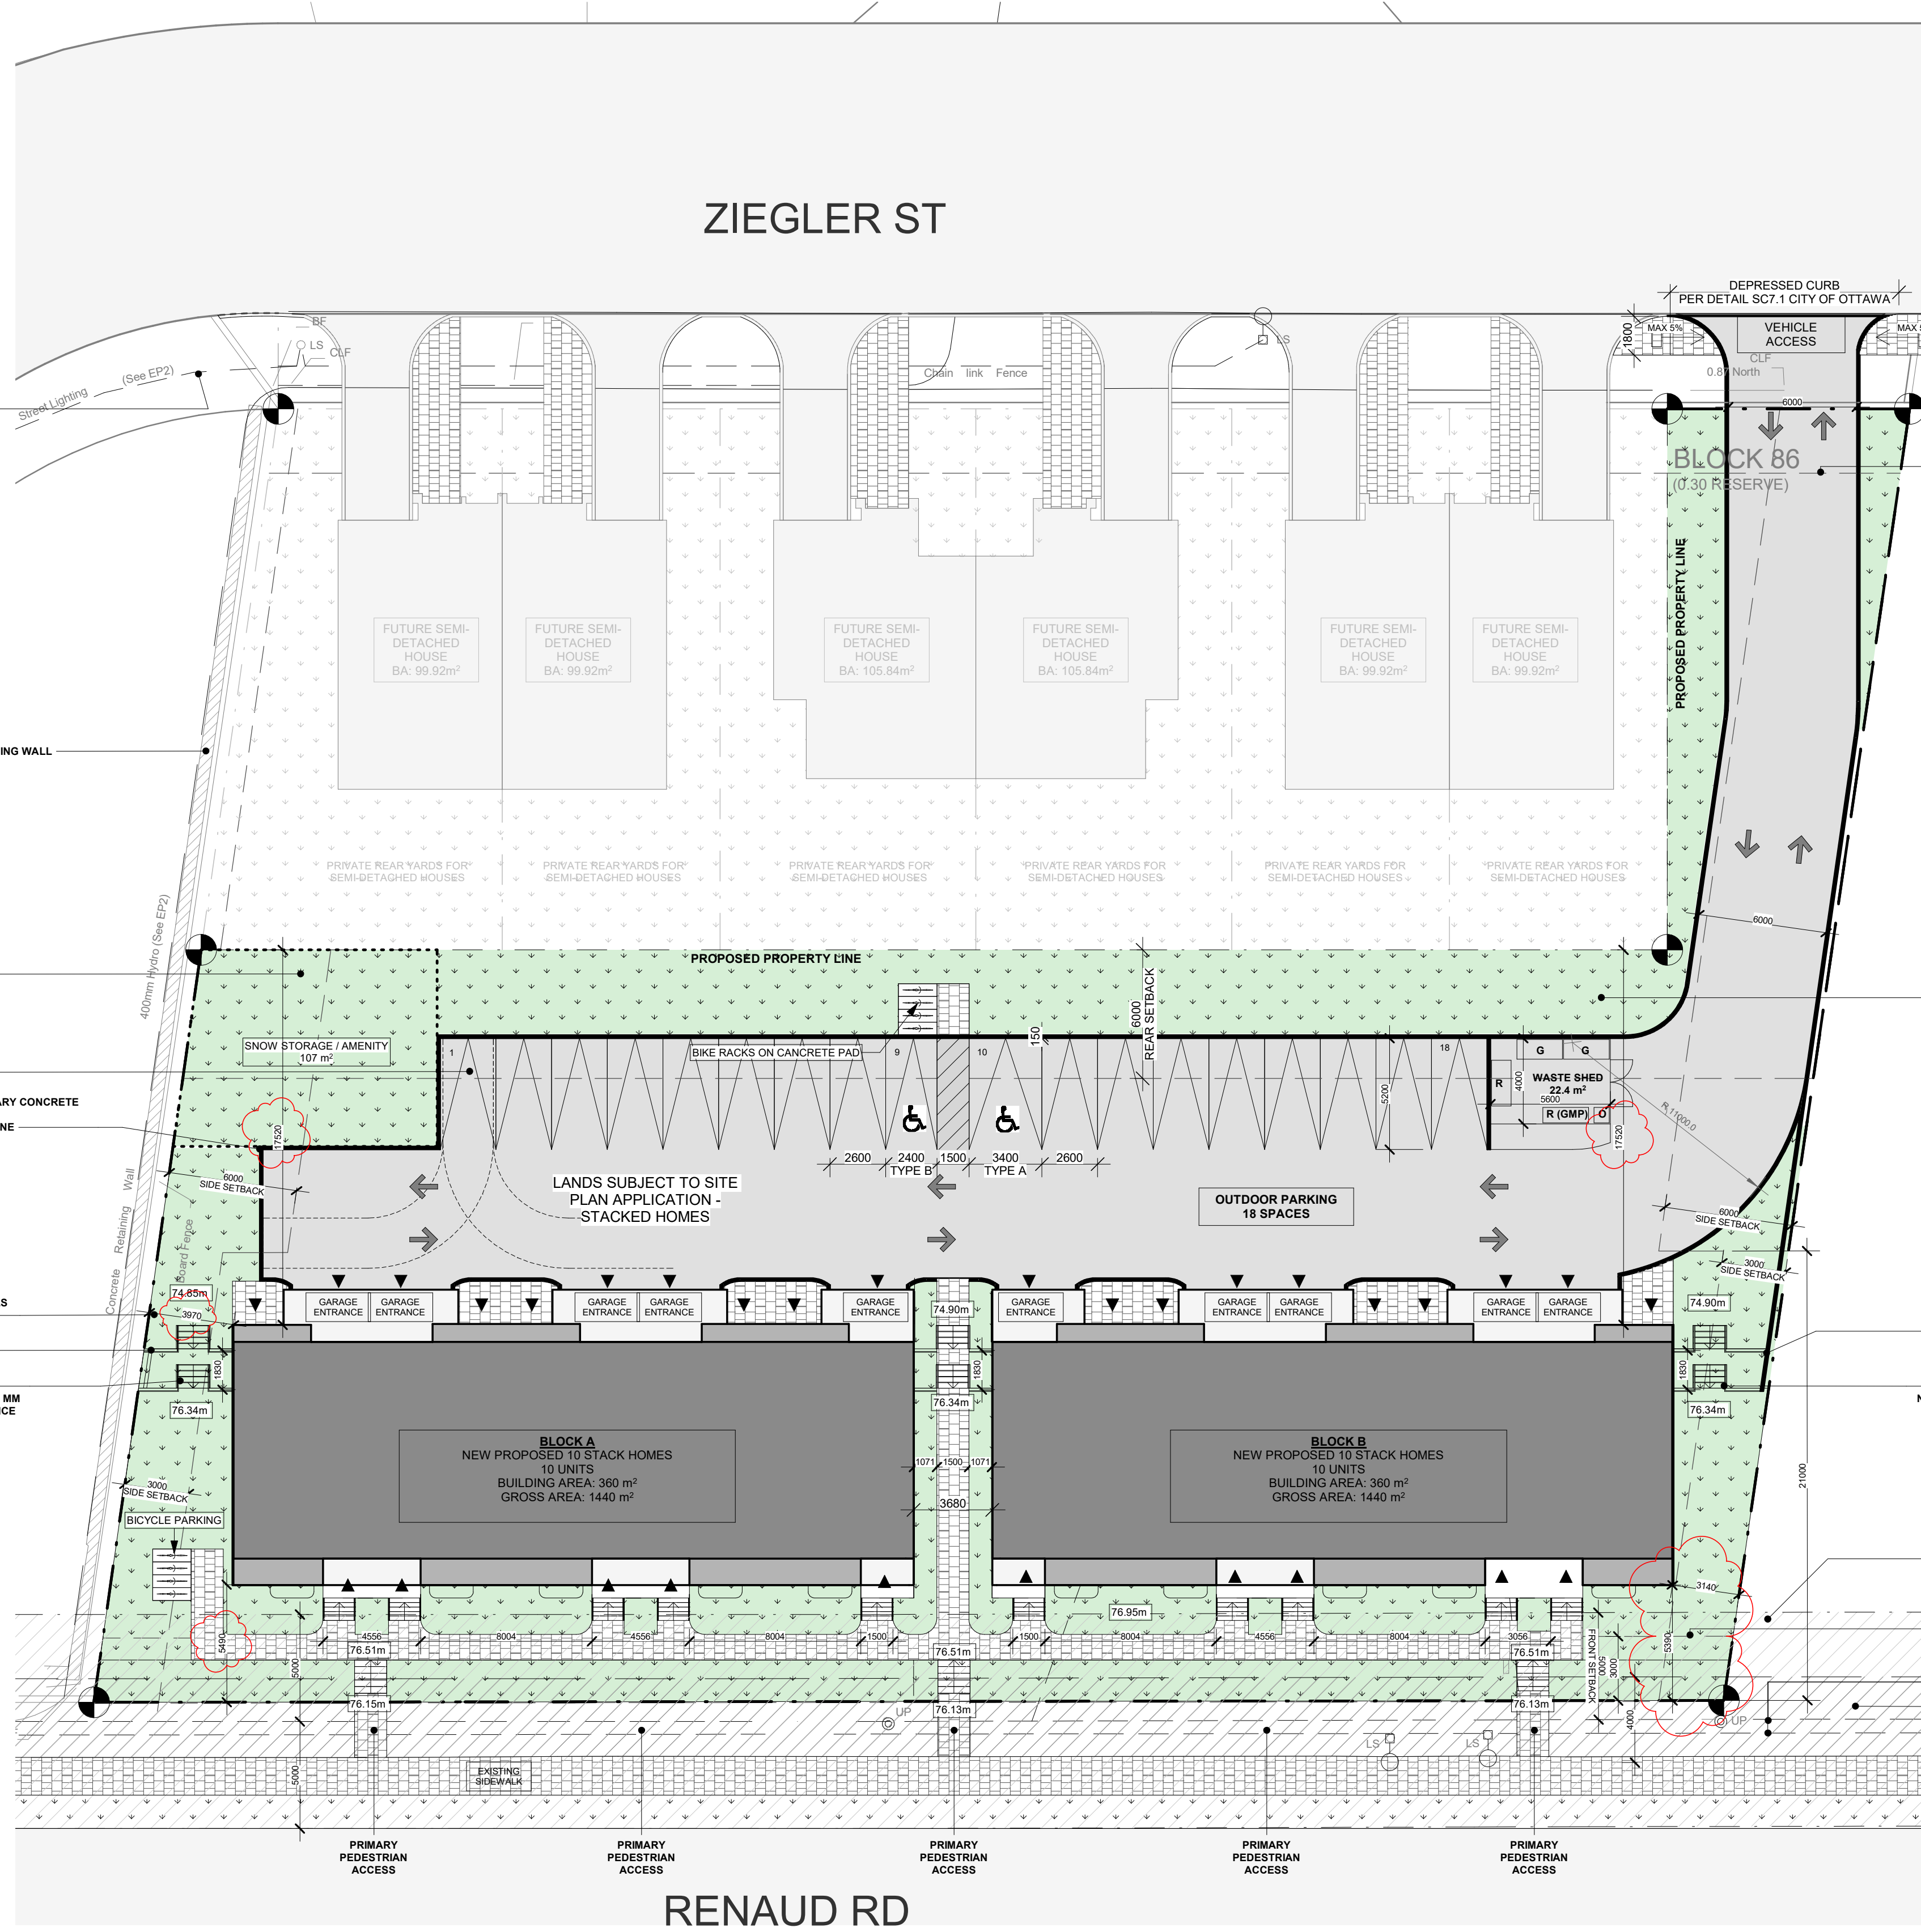 ZIEGLER ST
DEPRESSED CURB
PER DETAIL SC7.1 CITY OF OTTAWA
1800
MAX 5%
VEHICLE
ACCESS
MAX 5
CLF
0.87 North
6000
BF
LS
CLF
Street Lighting (See EP2)
Chain link Fence
LS
BLOCK 86
(0.30 RESERVE)
PROPOSED PROPERTY LINE
FUTURE SEMI-
DETACHED
HOUSE
BA: 99.92m²
FUTURE SEMI-
DETACHED
HOUSE
BA: 99.92m²
FUTURE SEMI-
DETACHED
HOUSE
BA: 105.84m²
FUTURE SEMI-
DETACHED
HOUSE
BA: 105.84m²
FUTURE SEMI-
DETACHED
HOUSE
BA: 99.92m²
FUTURE SEMI-
DETACHED
HOUSE
BA: 99.92m²
ING WALL
PRIVATE REAR YARDS FOR
SEMI-DETACHED HOUSES
PRIVATE REAR YARDS FOR
SEMI-DETACHED HOUSES
PRIVATE REAR YARDS FOR
SEMI-DETACHED HOUSES
PRIVATE REAR YARDS FOR
SEMI-DETACHED HOUSES
PRIVATE REAR YARDS FOR
SEMI-DETACHED HOUSES
PRIVATE REAR YARDS FOR
SEMI-DETACHED HOUSES
6000
400mm Hydro (See EP2)
PROPOSED PROPERTY LINE
6000
REAR SETBACK
150
SNOW STORAGE / AMENITY
107 m²
1
BIKE RACKS ON CANCRETE PAD
9
10
18
G
G
R
WASTE SHED
22.4 m²
4000
5600
R (GMP)
O
5200
R 11000.0
ARY CONCRETE
NE
17520
17520
2600
2400
TYPE B
1500
3400
TYPE A
2600
6000
SIDE SETBACK
LANDS SUBJECT TO SITE
PLAN APPLICATION -
STACKED HOMES
OUTDOOR PARKING
18 SPACES
6000
SIDE SETBACK
3000
SIDE SETBACK
Concrete Retaining Wall
Board Fence
S
74.85m
3970
GARAGE
ENTRANCE
GARAGE
ENTRANCE
GARAGE
ENTRANCE
GARAGE
ENTRANCE
GARAGE
ENTRANCE
74.90m
GARAGE
ENTRANCE
GARAGE
ENTRANCE
GARAGE
ENTRANCE
GARAGE
ENTRANCE
GARAGE
ENTRANCE
74.90m
1830
1830
1830
MM
ICE
N
76.34m
76.34m
76.34m
BLOCK A
NEW PROPOSED 10 STACK HOMES
10 UNITS
BUILDING AREA: 360 m²
GROSS AREA: 1440 m²
1071
1500
1071
3680
BLOCK B
NEW PROPOSED 10 STACK HOMES
10 UNITS
BUILDING AREA: 360 m²
GROSS AREA: 1440 m²
21000
3000
SIDE SETBACK
BICYCLE PARKING
3140
76.95m
5490
5000
4556
8004
4556
8004
1500
1500
8004
4556
8004
3056
76.51m
76.51m
76.51m
FRONT SETBACK
5000
3000
5390
76.15m
76.13m
76.13m
UP
UP
4000
LS
LS
5000
EXISTING
SIDEWALK
PRIMARY
PEDESTRIAN
ACCESS
PRIMARY
PEDESTRIAN
ACCESS
PRIMARY
PEDESTRIAN
ACCESS
PRIMARY
PEDESTRIAN
ACCESS
PRIMARY
PEDESTRIAN
ACCESS
RENAUD RD